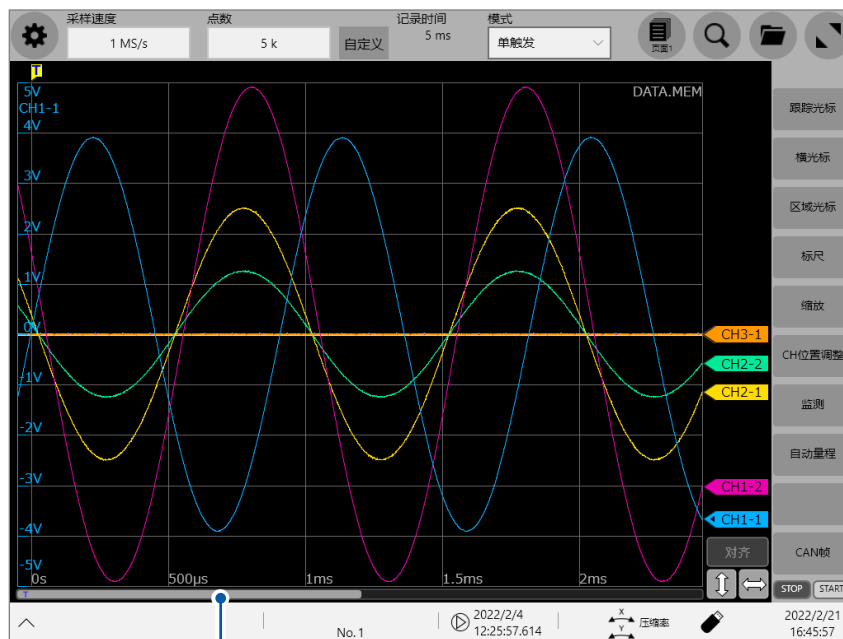 采样速度 点数 记录时间 模式
1 MS/s 5 k 自定义 5 ms 单触发 页面1
T
5V DATA.MEM
CH1-1
4V
3V
2V
1V
0V
-1V
-2V
-3V
-4V
-5V
0s 500μs 1ms 1.5ms 2ms
T
CH3-1
CH2-2
CH2-1
CH1-2
CH1-1
对齐
跟踪光标
横光标
区域光标
标尺
缩放
CH位置调整
监测
自动量程
CAN帧
STOP START
No. 1
2022/2/4
12:25:57.614
X
Y
压缩率
2022/2/21
16:45:57